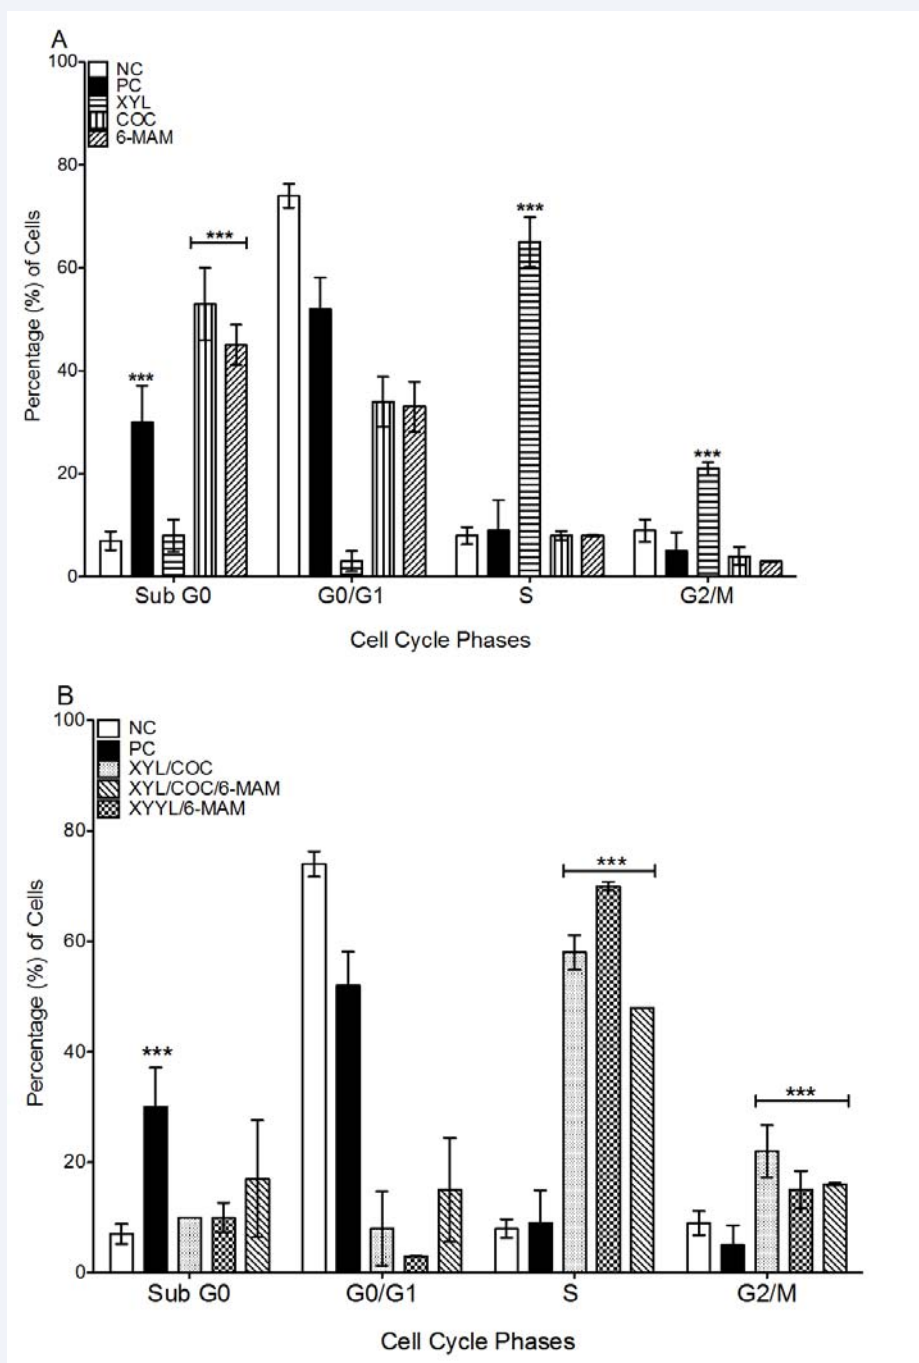 A
100
NC
PC
XYL
COC
6-MAM
80
60
40
20
0
Percentage (%) of Cells
***
***
***
***
Sub G0
G0/G1
S
G2/M
Cell Cycle Phases
B
100
NC
PC
XYL/COC
XYL/COC/6-MAM
XYYL/6-MAM
80
60
40
20
0
Percentage (%) of Cells
***
***
***
Sub G0
G0/G1
S
G2/M
Cell Cycle Phases